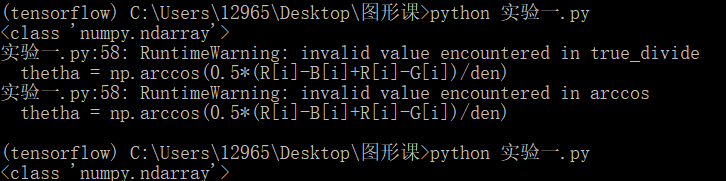 (tensorflow) C:\Users\12965\Desktop\图形课>python 实验一.py
<class 'numpy.ndarray'>
实验一.py:58: RuntimeWarning: invalid value encountered in true_divide
  thetha = np.arccos(0.5*(R[i]-B[i]+R[i]-G[i])/den)
实验一.py:58: RuntimeWarning: invalid value encountered in arccos
  thetha = np.arccos(0.5*(R[i]-B[i]+R[i]-G[i])/den)
(tensorflow) C:\Users\12965\Desktop\图形课>python 实验一.py
<class 'numpy.ndarray'>